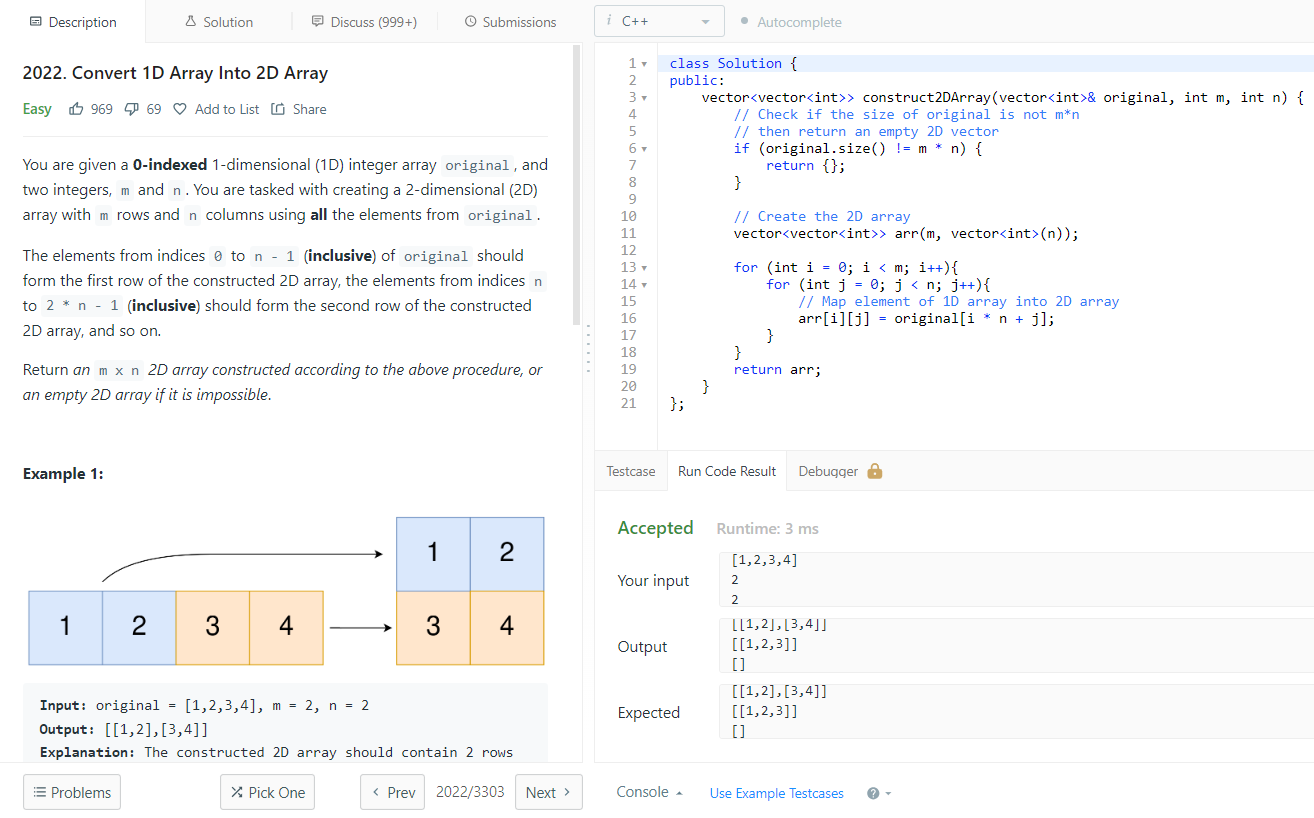 Description
Solution
Discuss (999+)
Submissions
i C++
Autocomplete
2022. Convert 1D Array Into 2D Array
Easy 969 69 Add to List Share
You are given a 0-indexed 1-dimensional (1D) integer array original, and
two integers, m and n. You are tasked with creating a 2-dimensional (2D)
array with m rows and n columns using all the elements from original.
The elements from indices 0 to n - 1 (inclusive) of original should
form the first row of the constructed 2D array, the elements from indices n
to 2 * n - 1 (inclusive) should form the second row of the constructed
2D array, and so on.
Return an m x n 2D array constructed according to the above procedure, or
an empty 2D array if it is impossible.
Example 1:
1 2
1 2 3 4
3 4
Input: original = [1,2,3,4], m = 2, n = 2
Output: [[1,2],[3,4]]
Explanation: The constructed 2D array should contain 2 rows
Problems
Pick One
Prev
2022/3303
Next
1 class Solution {
2 public:
3     vector<vector<int>> construct2DArray(vector<int>& original, int m, int n) {
4         // Check if the size of original is not m*n
5         // then return an empty 2D vector
6         if (original.size() != m * n) {
7             return {};
8         }
9
10         // Create the 2D array
11         vector<vector<int>> arr(m, vector<int>(n));
12
13         for (int i = 0; i < m; i++){
14             for (int j = 0; j < n; j++){
15                 // Map element of 1D array into 2D array
16                 arr[i][j] = original[i * n + j];
17             }
18         }
19         return arr;
20     }
21 };
Testcase
Run Code Result
Debugger
Accepted Runtime: 3 ms
Your input
[1,2,3,4]
2
2
Output
[[1,2],[3,4]]
[[1,2,3]]
[]
Expected
[[1,2],[3,4]]
[[1,2,3]]
[]
Console
Use Example Testcases
?